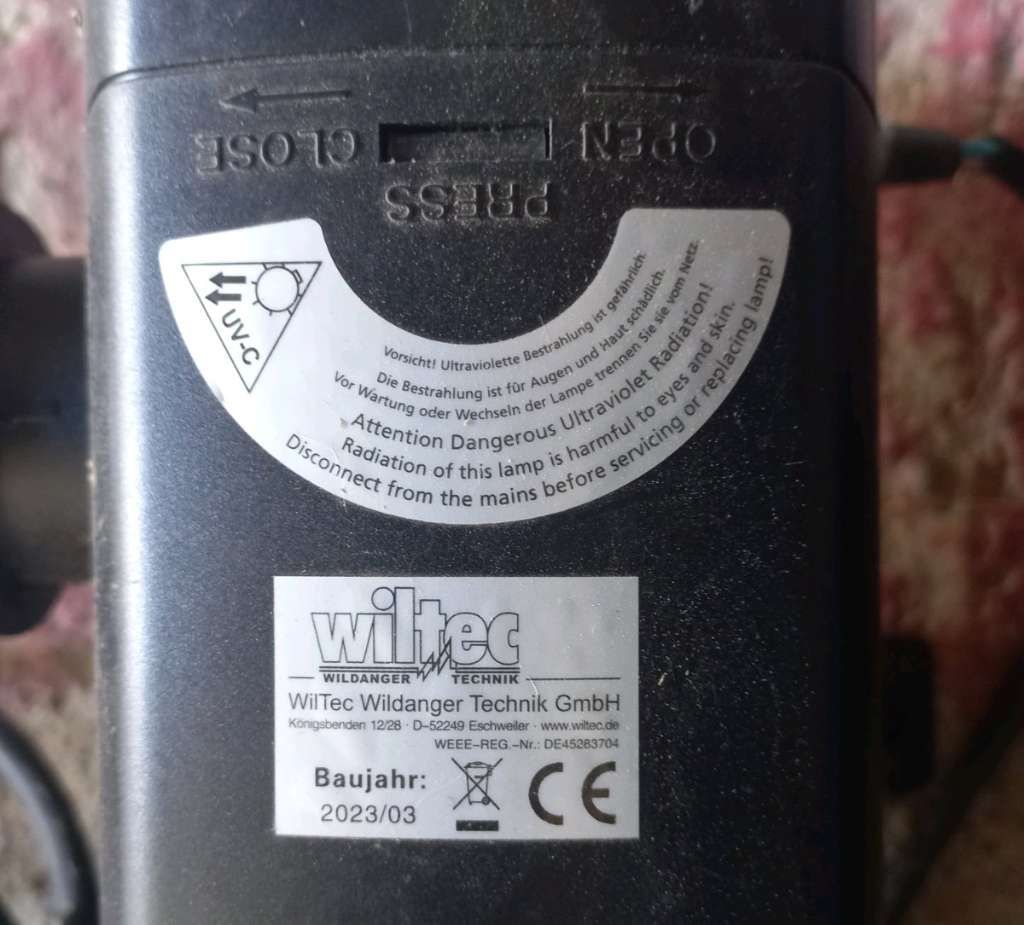 CLOSE
OPEN
PRESS
UV-C
Vorsicht! Ultraviolette Bestrahlung ist gefährlich.
Die Bestrahlung ist für Augen und Haut schädlich.
Vor Wartung oder Wechseln der Lampe trennen Sie sie vom Netz.
Attention Dangerous Ultraviolet Radiation!
Radiation of this lamp is harmful to eyes and skin.
Disconnect from the mains before servicing or replacing lamp!
wiltec
WILDANGER TECHNIK
WilTec Wildanger Technik GmbH
Königsbenden 12/28 · D-52249 Eschweiler · www.wiltec.de
WEEE-REG.-Nr.: DE45283704
Baujahr:
2023/03
CE